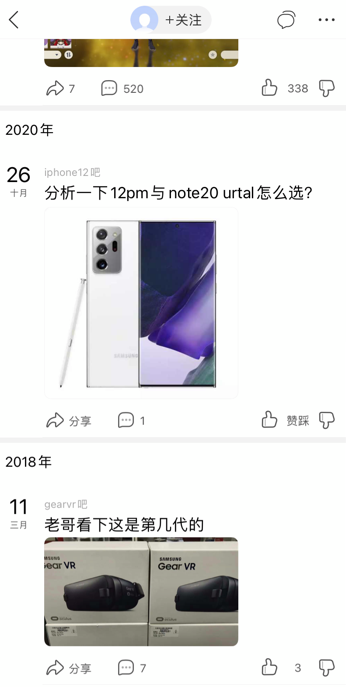 +关注
7
520
338
2020年
26
十月
iphone12吧
分析一下12pm与note20 urtal怎么选?
SAMSUNG
分享
1
赞踩
2018年
11
三月
gearvr吧
老哥看下这是第几代的
SAMSUNG
Gear VR
SAMSUNG
Gear VR
分享
7
3